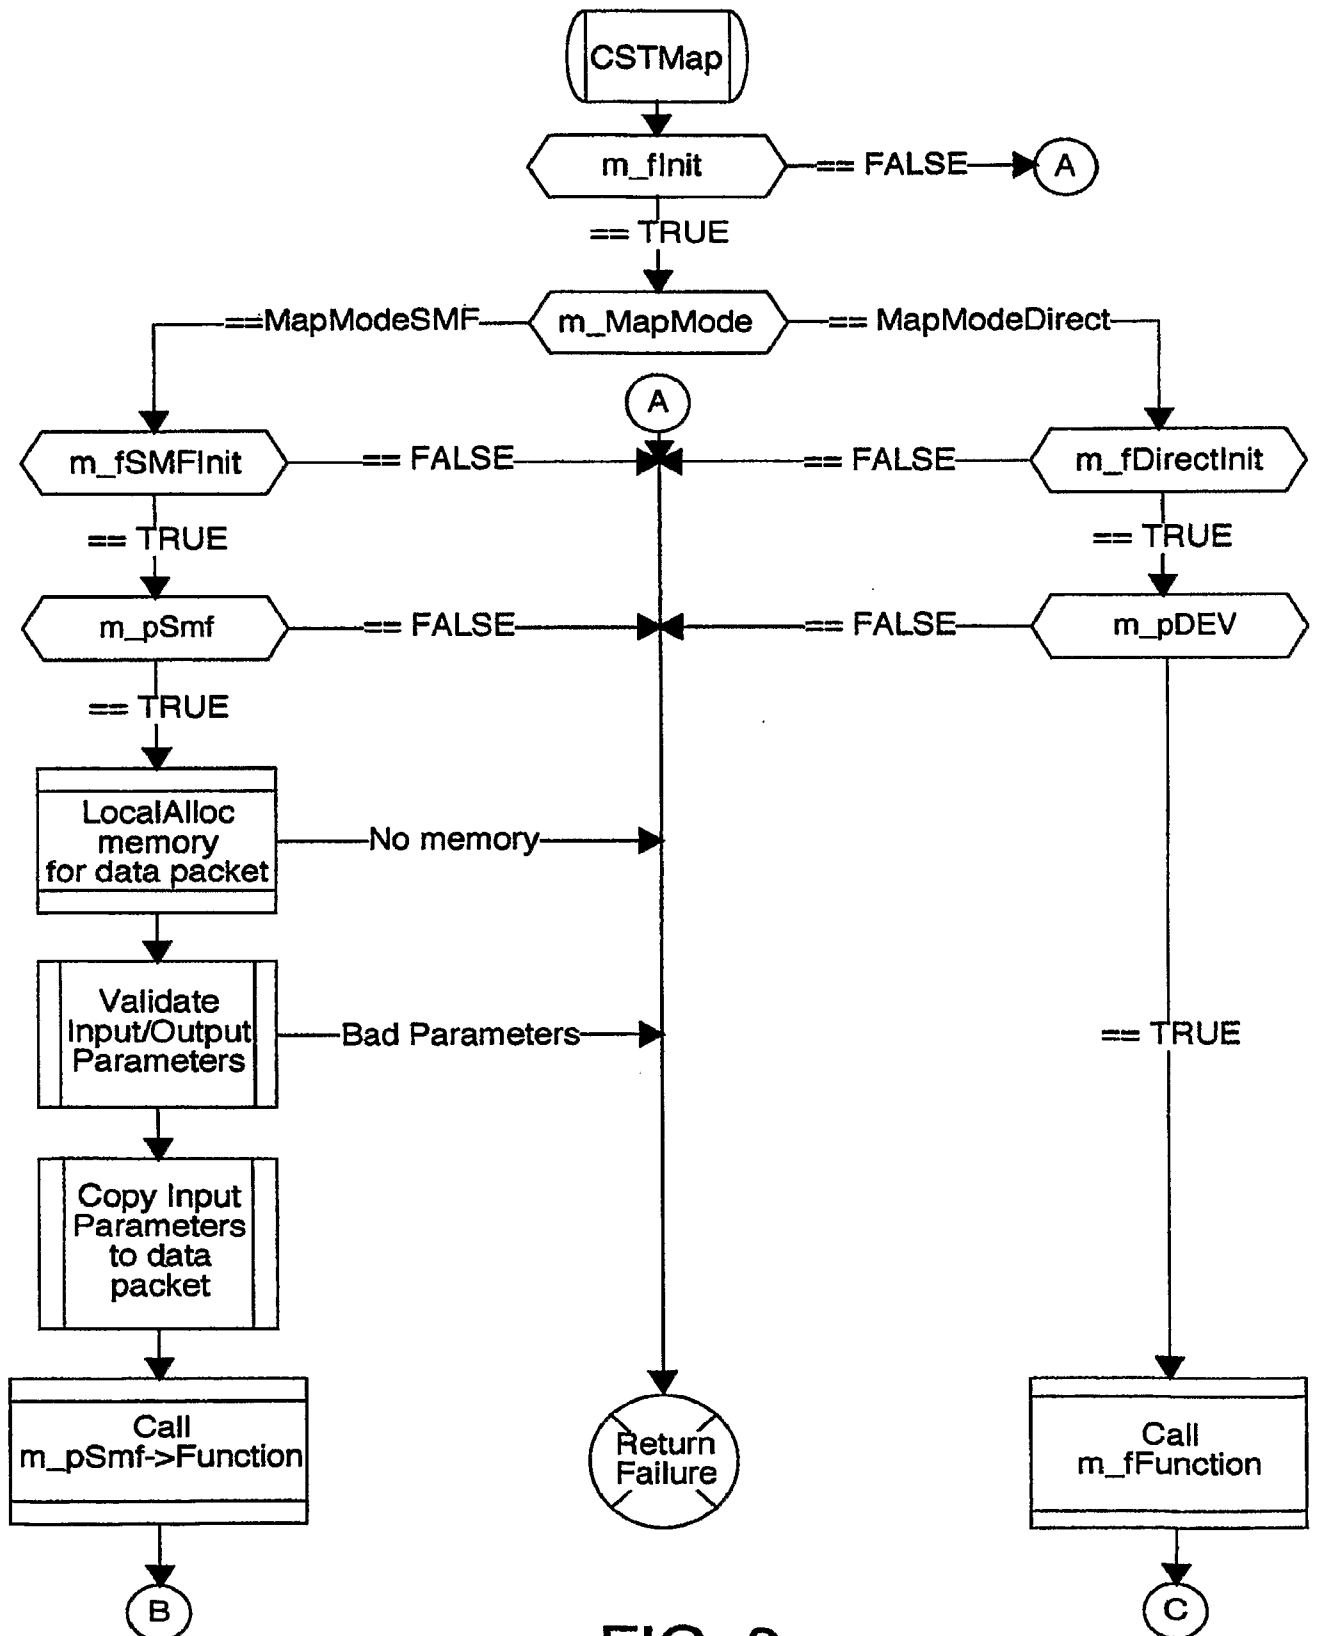 CSTMap
m_fInit
== FALSE
A
== TRUE
==MapModeSMF
m_MapMode
== MapModeDirect
A
m_fSMFInit
== FALSE
== FALSE
m_fDirectInit
== TRUE
== TRUE
m_pSmf
== FALSE
== FALSE
m_pDEV
== TRUE
LocalAlloc
memory
for data packet
No memory
Validate
Input/Output
Parameters
Bad Parameters
== TRUE
Copy Input
Parameters
to data
packet
Call
m_pSmf->Function
Return
Failure
Call
m_fFunction
B
C